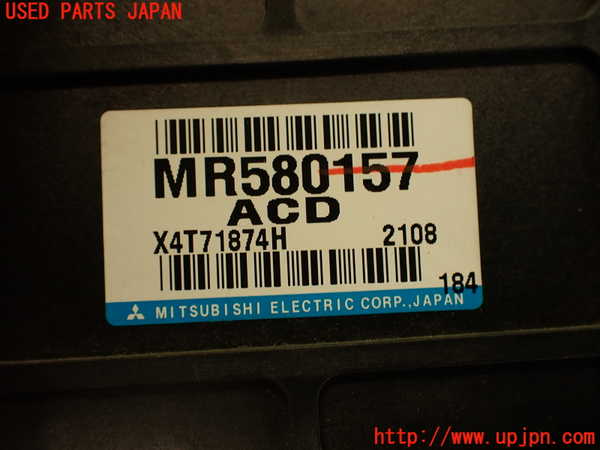 USED PARTS JAPAN
MR580157
ACD
X4T71874H 2108
184
MITSUBISHI ELECTRIC CORP.,JAPAN
http://www.upjpn.com/